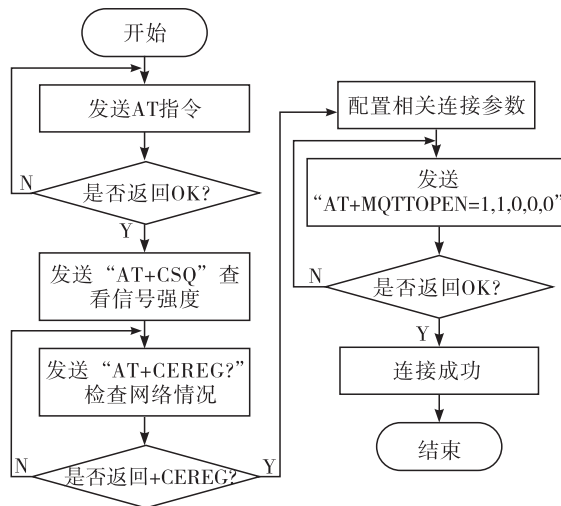 开始
发送AT指令
是否返回OK?
N
Y
发送“AT+CSQ”查
看信号强度
发送“AT+CEREG?”
检查网络情况
是否返回+CEREG?
N
Y
配置相关连接参数
发送
“AT+MQTTOPEN=1,1,0,0,0”
是否返回OK?
N
Y
连接成功
结束